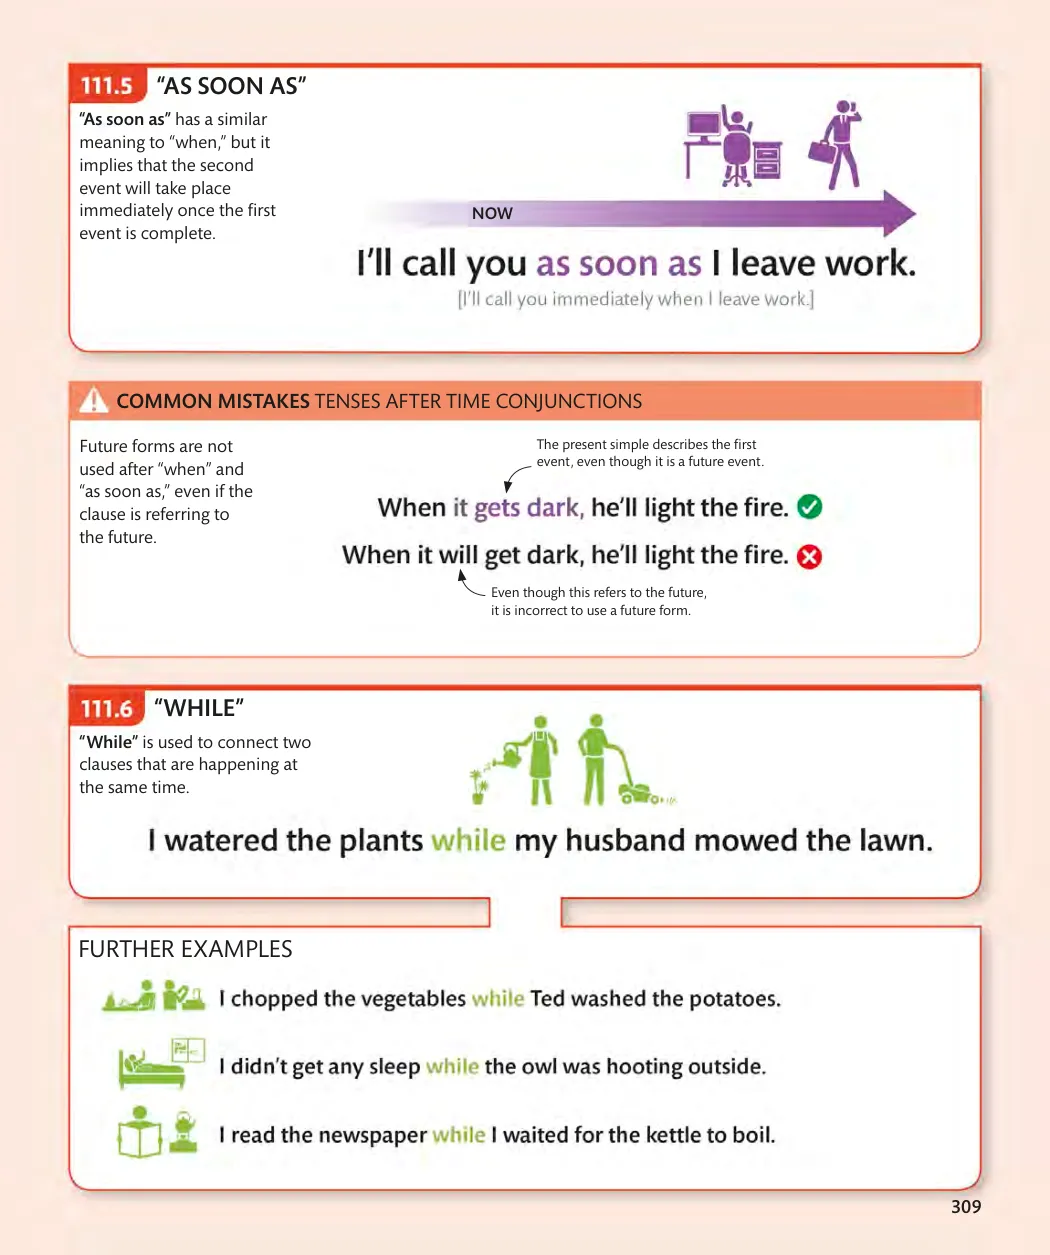 111.5 “AS SOON AS”
“As soon as” has a similar
meaning to “when,” but it
implies that the second
event will take place
immediately once the first
event is complete.
NOW
I’ll call you as soon as I leave work.
[I’ll call you immediately when I leave work.]
COMMON MISTAKES TENSES AFTER TIME CONJUNCTIONS
Future forms are not
used after “when” and
“as soon as,” even if the
clause is referring to
the future.
The present simple describes the first
event, even though it is a future event.
When it gets dark, he’ll light the fire.
When it will get dark, he’ll light the fire.
Even though this refers to the future,
it is incorrect to use a future form.
111.6 “WHILE”
“While” is used to connect two
clauses that are happening at
the same time.
I watered the plants while my husband mowed the lawn.
FURTHER EXAMPLES
I chopped the vegetables while Ted washed the potatoes.
I didn’t get any sleep while the owl was hooting outside.
I read the newspaper while I waited for the kettle to boil.
309